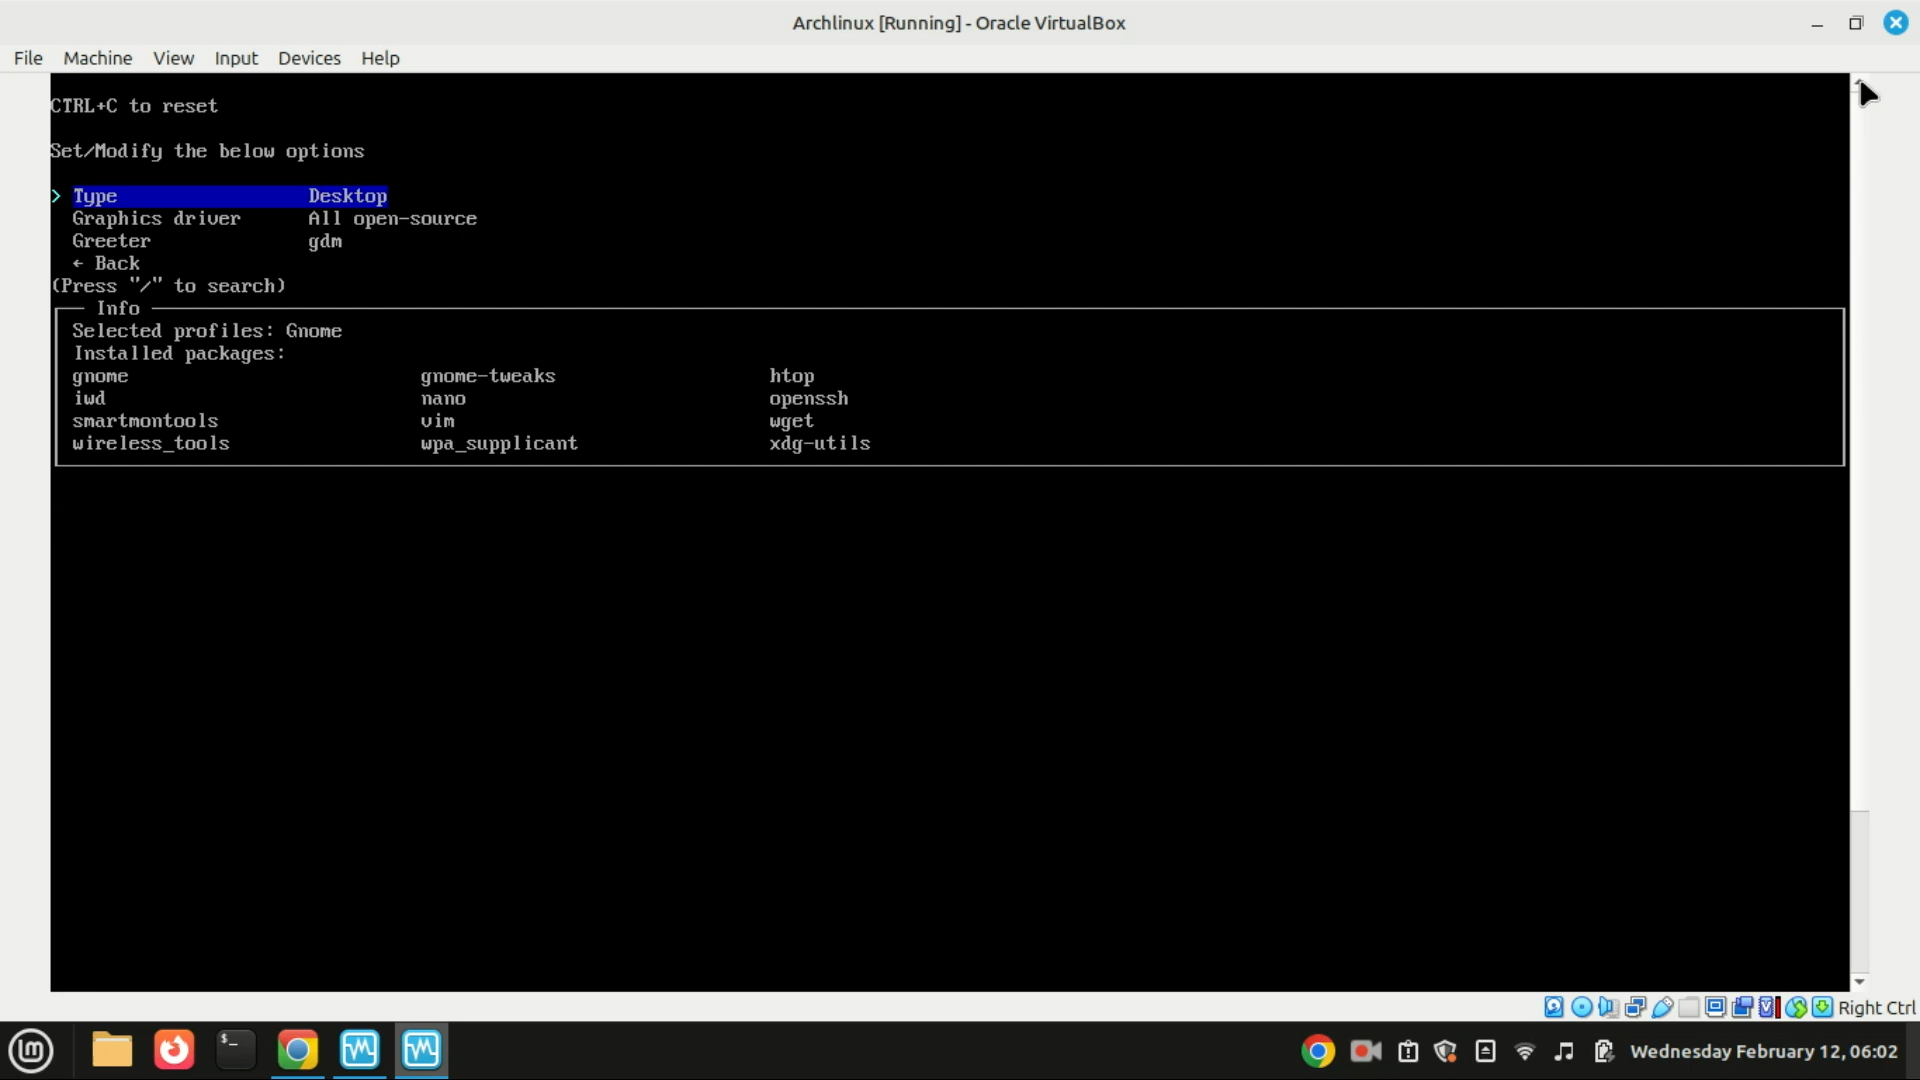 Archlinux [Running] - Oracle VirtualBox
File Machine View Input Devices Help
CTRL+C to reset
Set/Modify the below options
> Type Desktop
Graphics driver All open-source
Greeter gdm
← Back
(Press "/" to search)
Info
Selected profiles: Gnome
Installed packages:
gnome gnome-tweaks htop
iwd nano openssh
smartmontools vim wget
wireless_tools wpa_supplicant xdg-utils
Right Ctrl
$_
Wednesday February 12, 06:02